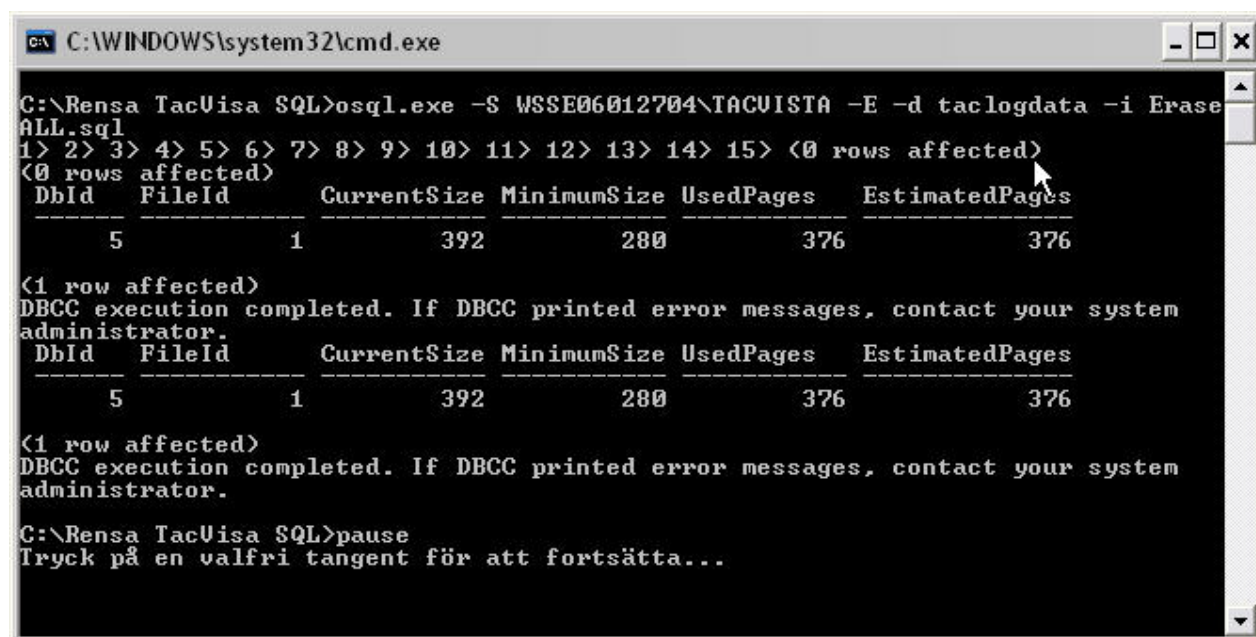 C:\WINDOWS\system32\cmd.exe
C:\Rensa TacVisa SQL>osql.exe -S WSSE06012704\TACVISTA -E -d taclogdata -i Erase
ALL.sql
1> 2> 3> 4> 5> 6> 7> 8> 9> 10> 11> 12> 13> 14> 15> (0 rows affected)
(0 rows affected)
DbId FileId CurrentSize MinimumSize UsedPages EstimatedPages
------ ----------- ----------- ----------- ----------- --------------
5 1 392 280 376 376
(1 row affected)
DBCC execution completed. If DBCC printed error messages, contact your system
administrator.
DbId FileId CurrentSize MinimumSize UsedPages EstimatedPages
------ ----------- ----------- ----------- ----------- --------------
5 1 392 280 376 376
(1 row affected)
DBCC execution completed. If DBCC printed error messages, contact your system
administrator.
C:\Rensa TacVisa SQL>pause
Tryck på en valfri tangent för att fortsätta...